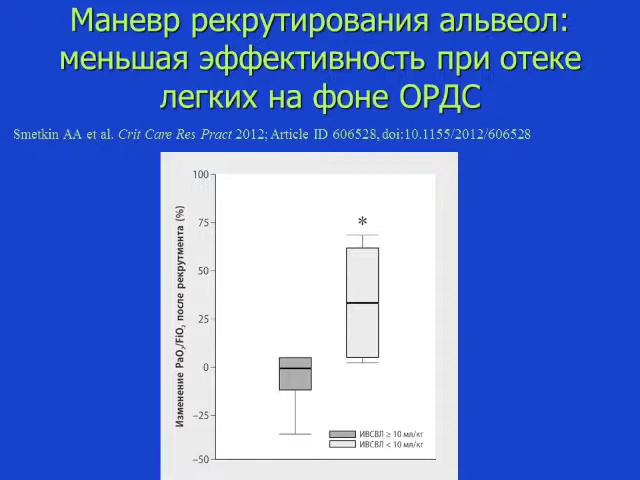 Маневр рекрутирования альвеол:
меньшая эффективность при отеке
легких на фоне ОРДС
Smetkin AA et al. Crit Care Res Pract 2012; Article ID 606528, doi:10.1155/2012/606528
Изменение PaO₂/FiO₂ после рекрутмента (%)
100
75
50
25
0
−25
−50
*
ИВСВЛ ≥ 10 мл/кг
ИВСВЛ < 10 мл/кг